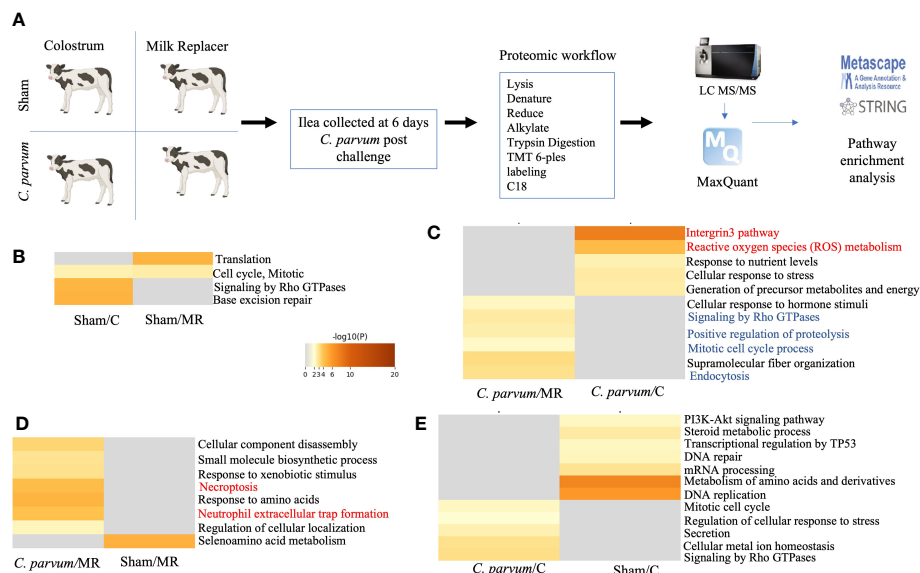 A
Colostrum
Milk Replacer
Sham
C. parvum
Ilea collected at 6 days
C. parvum post
challenge
Proteomic workflow
Lysis
Denature
Reduce
Alkylate
Trypsin Digestion
TMT 6-ples
labeling
C18
LC MS/MS
MQ
MaxQuant
Metascape
A Gene Annotation &
Analysis Resource
STRING
Pathway
enrichment
analysis
B
Translation
Cell cycle, Mitotic
Signaling by Rho GTPases
Base excision repair
Sham/C
Sham/MR
-log10(P)
0 2 3 4 6 10 20
C
Intergrin3 pathway
Reactive oxygen species (ROS) metabolism
Response to nutrient levels
Cellular response to stress
Generation of precursor metabolites and energy
Cellular response to hormone stimuli
Signaling by Rho GTPases
Positive regulation of proteolysis
Mitotic cell cycle process
Supramolecular fiber organization
Endocytosis
C. parvum/MR
C. parvum/C
D
Cellular component disassembly
Small molecule biosynthetic process
Response to xenobiotic stimulus
Necroptosis
Response to amino acids
Neutrophil extracellular trap formation
Regulation of cellular localization
Selenoamino acid metabolism
C. parvum/MR
Sham/MR
E
PI3K-Akt signaling pathway
Steroid metabolic process
Transcriptional regulation by TP53
DNA repair
mRNA processing
Metabolism of amino acids and derivatives
DNA replication
Mitotic cell cycle
Regulation of cellular response to stress
Secretion
Cellular metal ion homeostasis
Signaling by Rho GTPases
C. parvum/C
Sham/C